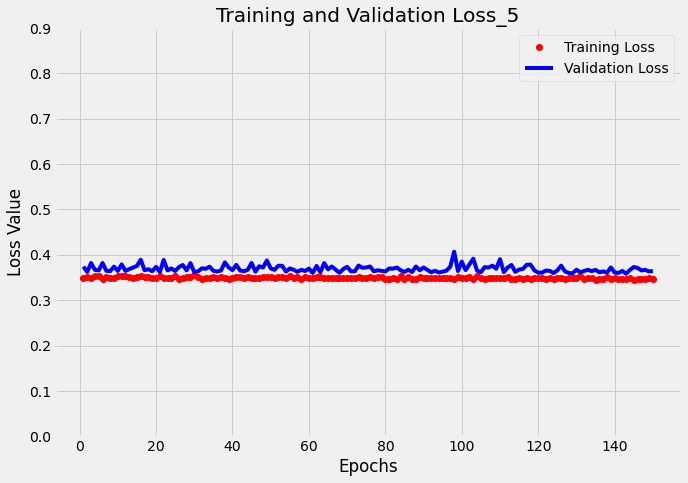 Training and Validation Loss_5
Training Loss
Validation Loss
Loss Value
0.9
0.8
0.7
0.6
0.5
0.4
0.3
0.2
0.1
0.0
0 20 40 60 80 100 120 140
Epochs